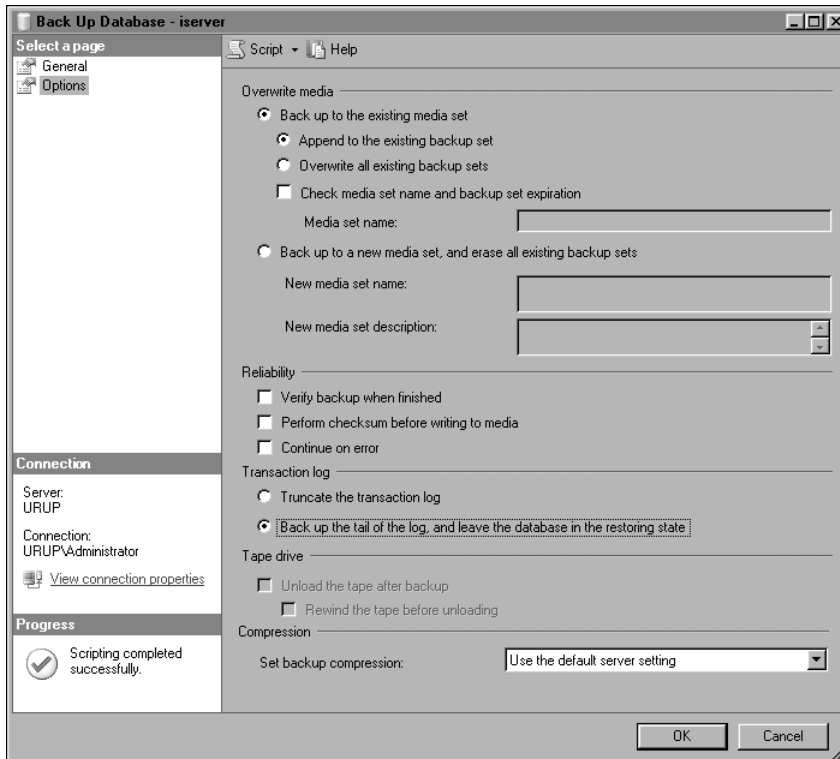 Back Up Database - iserver
Select a page
General
Options
Script
Help
Overwrite media
Back up to the existing media set
Append to the existing backup set
Overwrite all existing backup sets
Check media set name and backup set expiration
Media set name:
Back up to a new media set, and erase all existing backup sets
New media set name:
New media set description:
Reliability
Verify backup when finished
Perform checksum before writing to media
Continue on error
Transaction log
Truncate the transaction log
Back up the tail of the log, and leave the database in the restoring state
Tape drive
Unload the tape after backup
Rewind the tape before unloading
Compression
Set backup compression:
Use the default server setting
Connection
Server:
URUP
Connection:
URUP\Administrator
View connection properties
Progress
Scripting completed
successfully.
OK
Cancel